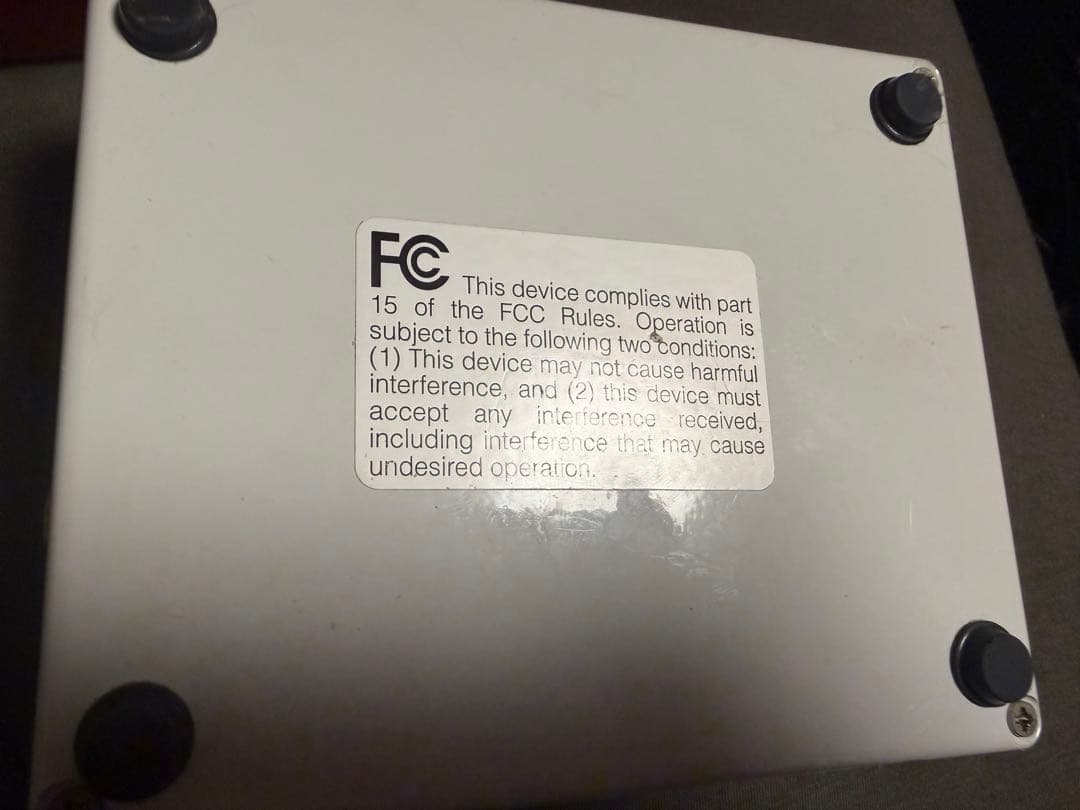 FC This device complies with part
15 of the FCC Rules. Operation is
subject to the following two conditions:
(1) This device may not cause harmful
interference, and (2) this device must
accept any interference received,
including interference that may cause
undesired operation.